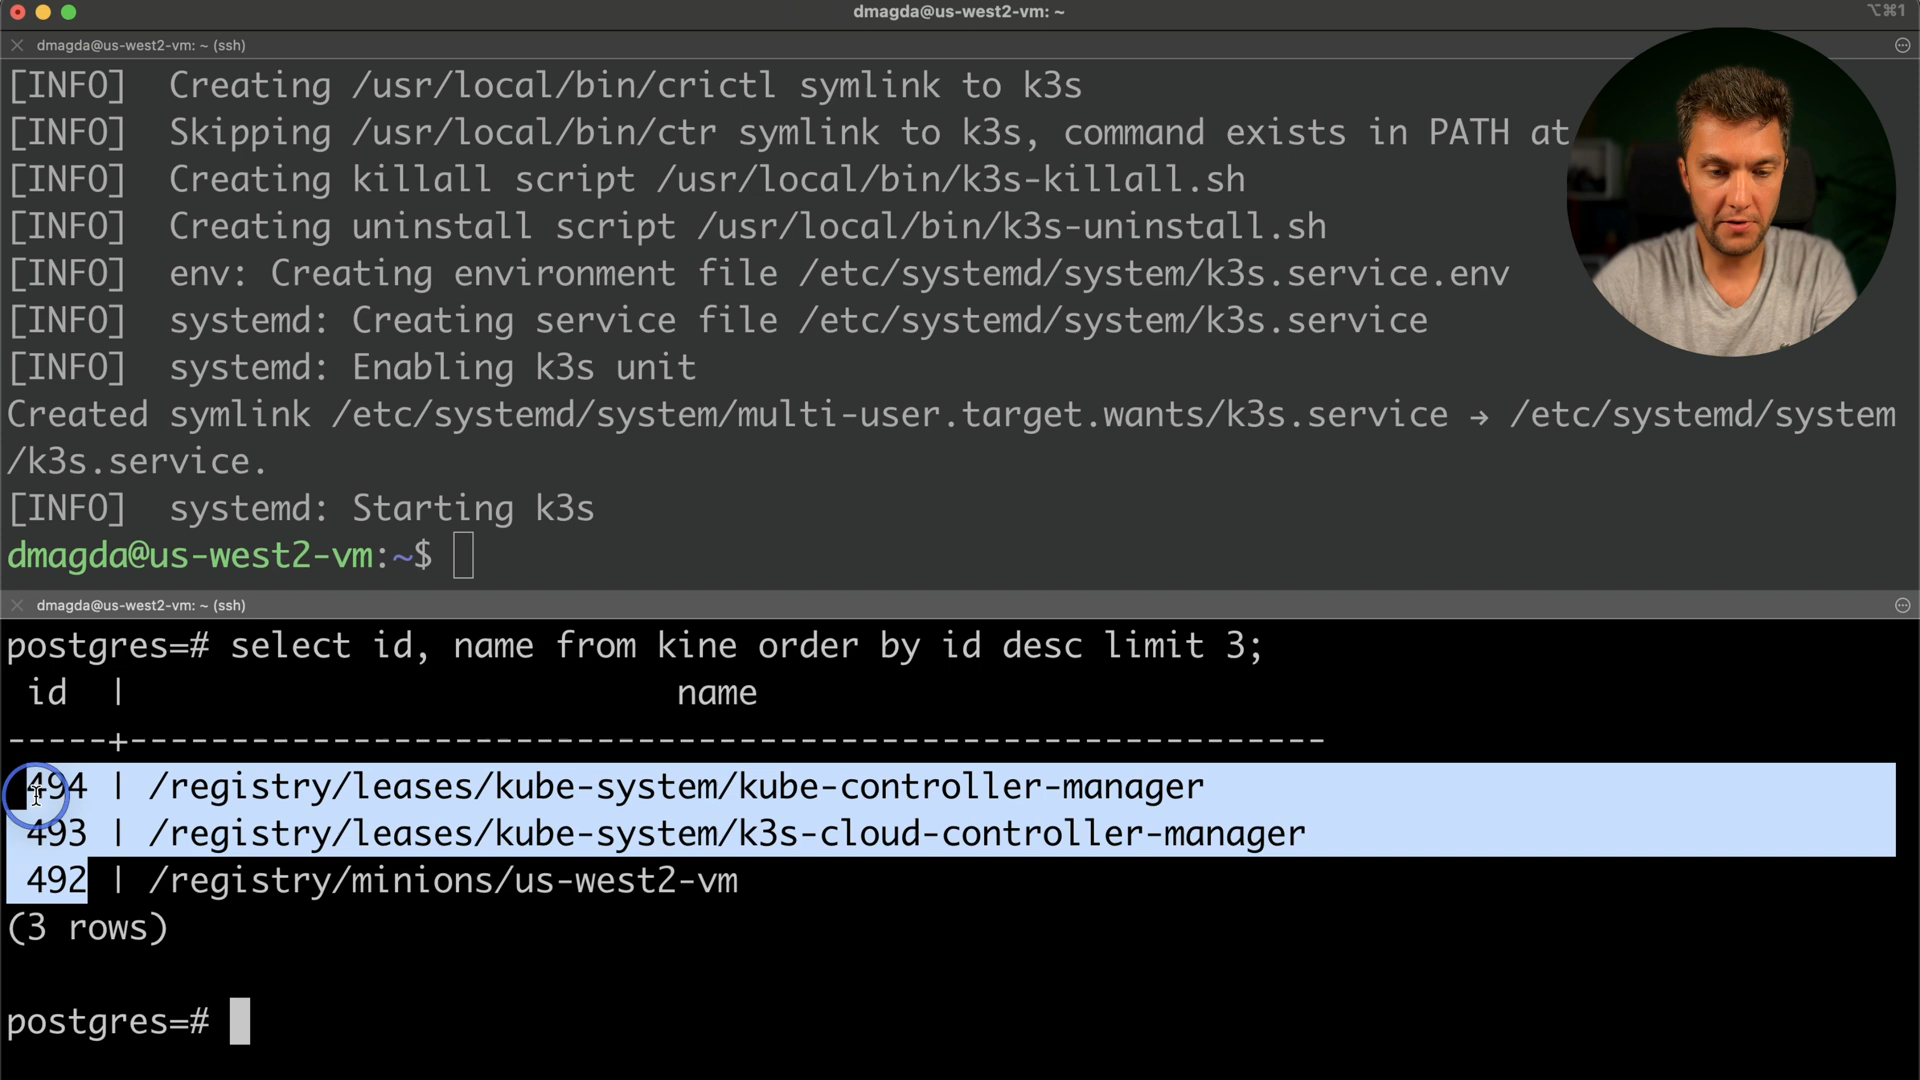 dmagda@us-west2-vm: ~
⌥⌘1
dmagda@us-west2-vm: ~ (ssh)
[INFO]  Creating /usr/local/bin/crictl symlink to k3s
[INFO]  Skipping /usr/local/bin/ctr symlink to k3s, command exists in PATH at
[INFO]  Creating killall script /usr/local/bin/k3s-killall.sh
[INFO]  Creating uninstall script /usr/local/bin/k3s-uninstall.sh
[INFO]  env: Creating environment file /etc/systemd/system/k3s.service.env
[INFO]  systemd: Creating service file /etc/systemd/system/k3s.service
[INFO]  systemd: Enabling k3s unit
Created symlink /etc/systemd/system/multi-user.target.wants/k3s.service → /etc/systemd/system
/k3s.service.
[INFO]  systemd: Starting k3s
dmagda@us-west2-vm:~$
dmagda@us-west2-vm: ~ (ssh)
postgres=# select id, name from kine order by id desc limit 3;
 id  |                           name
-----+-----------------------------------------------------------
 494 | /registry/leases/kube-system/kube-controller-manager
 493 | /registry/leases/kube-system/k3s-cloud-controller-manager
 492 | /registry/minions/us-west2-vm
(3 rows)
postgres=#